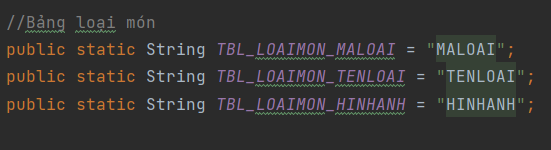 //Bảng loại món
public static String TBL_LOAIMON_MALOAI = "MALOAI";
public static String TBL_LOAIMON_TENLOAI = "TENLOAI";
public static String TBL_LOAIMON_HINHANH = "HINHANH";